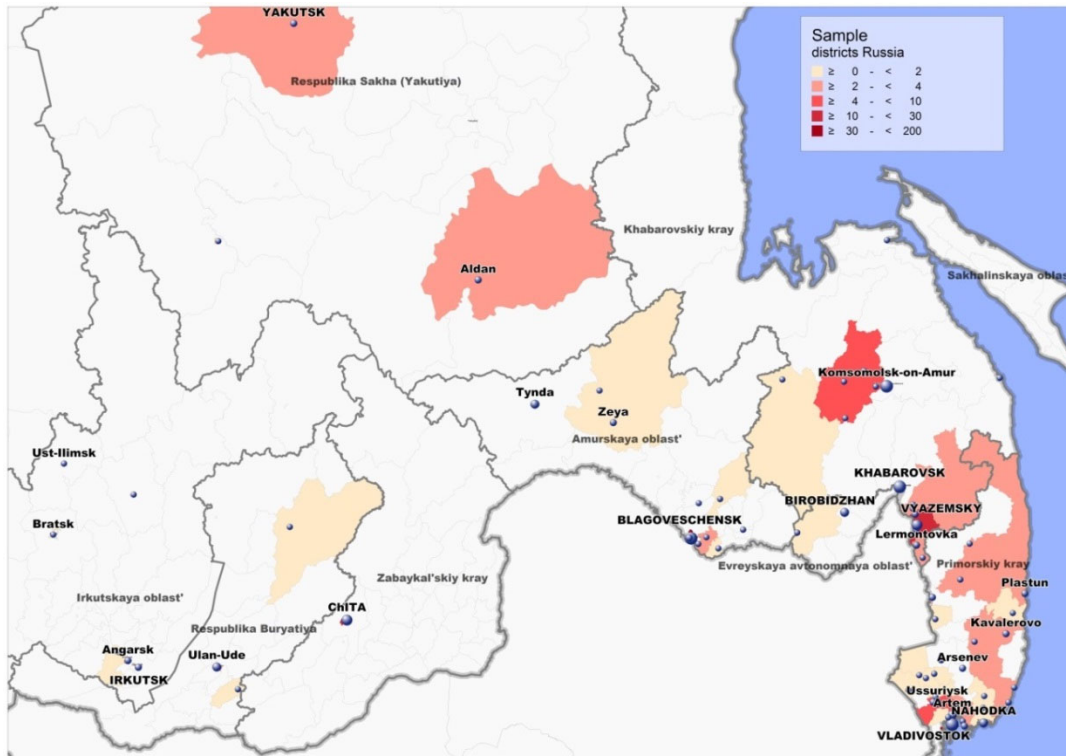 YAKUTSK
Respublika Sakha (Yakutiya)
Sample
districts Russia
≥ 0 - < 2
≥ 2 - < 4
≥ 4 - < 10
≥ 10 - < 30
≥ 30 - < 200
Khabarovskiy kray
Aldan
Sakhalinskaya oblast
Komsomolsk-on-Amur
Tynda
Zeya
Amurskaya oblast'
Ust-Ilimsk
KHABAROVSK
BIROBIDZHAN
VYAZEMSKY
Bratsk
BLAGOVESCHENSK
Lermontovka
Evreyskaya avtonomnaya oblast'
Primorskiy kray
Zabaykal'skiy kray
Plastun
Irkutskaya oblast'
ChITA
Respublika Buryatiya
Kavalerovo
Angarsk
Ulan-Ude
IRKUTSK
Arsenev
Ussuriysk
Artem
NAHODKA
VLADIVOSTOK